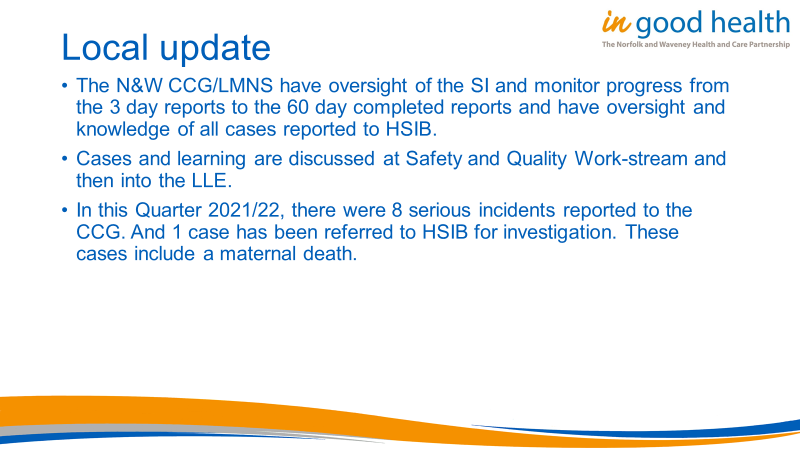 in good health
The Norfolk and Waveney Health and Care Partnership
Local update
• The N&W CCG/LMNS have oversight of the SI and monitor progress from
the 3 day reports to the 60 day completed reports and have oversight and
knowledge of all cases reported to HSIB.
• Cases and learning are discussed at Safety and Quality Work-stream and
then into the LLE.
• In this Quarter 2021/22, there were 8 serious incidents reported to the
CCG. And 1 case has been referred to HSIB for investigation. These
cases include a maternal death.